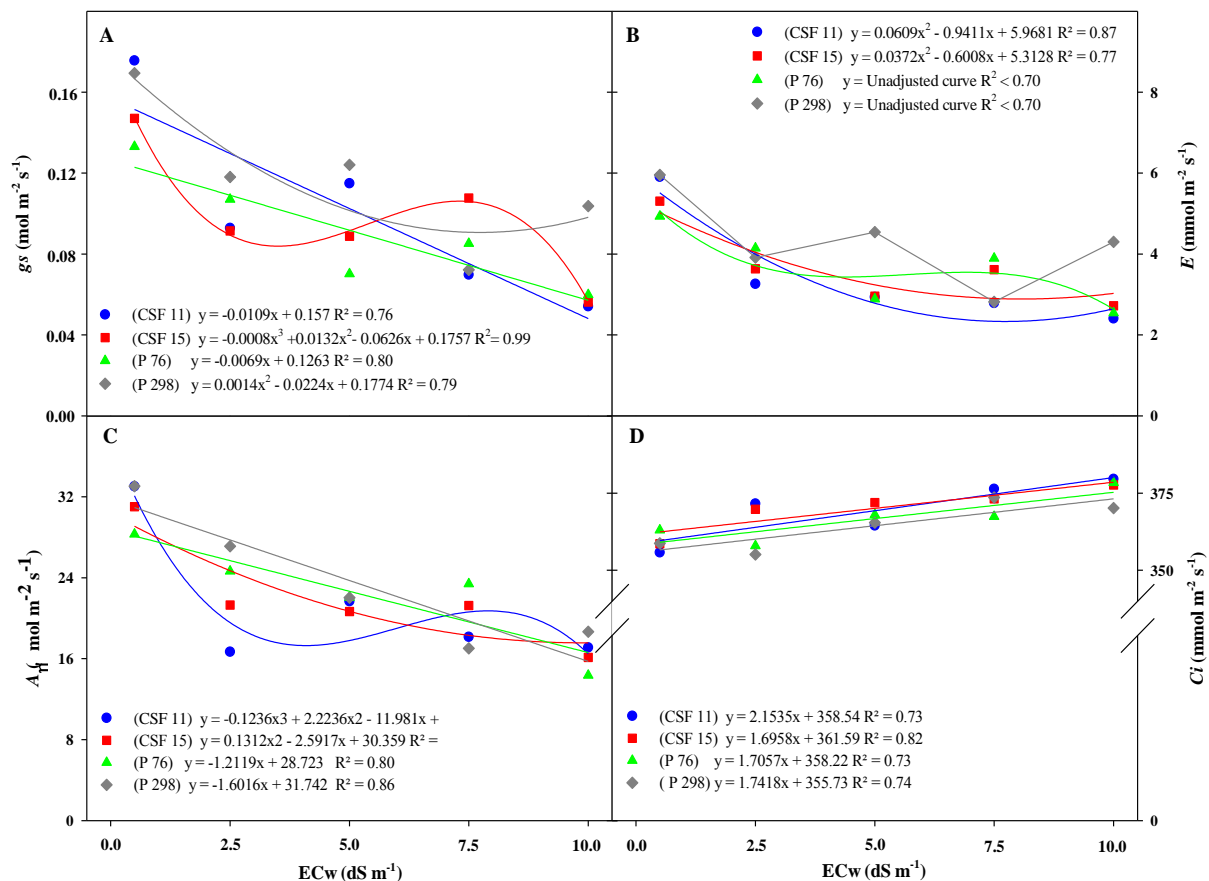 A
0.16
0.12
0.08
0.04
0.00
gs (mol m⁻² s⁻¹)
(CSF 11) y = -0.0109x + 0.157 R² = 0.76
(CSF 15) y = -0.0008x³ +0.0132x²- 0.0626x + 0.1757 R²= 0.99
(P 76) y = -0.0069x + 0.1263 R² = 0.80
(P 298) y = 0.0014x² - 0.0224x + 0.1774 R² = 0.79
B
(CSF 11) y = 0.0609x² - 0.9411x + 5.9681 R² = 0.87
(CSF 15) y = 0.0372x² - 0.6008x + 5.3128 R² = 0.77
(P 76) y = Unadjusted curve R² < 0.70
(P 298) y = Unadjusted curve R² < 0.70
10
8
6
4
2
0
E (mmol m⁻² s⁻¹)
C
32
24
16
8
0
mol m⁻² s⁻¹)
(CSF 11) y = -0.1236x3 + 2.2236x2 - 11.981x +
(CSF 15) y = 0.1312x2 - 2.5917x + 30.359 R² =
(P 76) y = -1.2119x + 28.723 R² = 0.80
(P 298) y = -1.6016x + 31.742 R² = 0.86
0.0 2.5 5.0 7.5 10.0
ECw (dS m⁻¹)
D
375
350
0
Ci (mmol m⁻² s⁻¹)
(CSF 11) y = 2.1535x + 358.54 R² = 0.73
(CSF 15) y = 1.6958x + 361.59 R² = 0.82
(P 76) y = 1.7057x + 358.22 R² = 0.73
( P 298) y = 1.7418x + 355.73 R² = 0.74
0.0 2.5 5.0 7.5 10.0
ECw (dS m⁻¹)